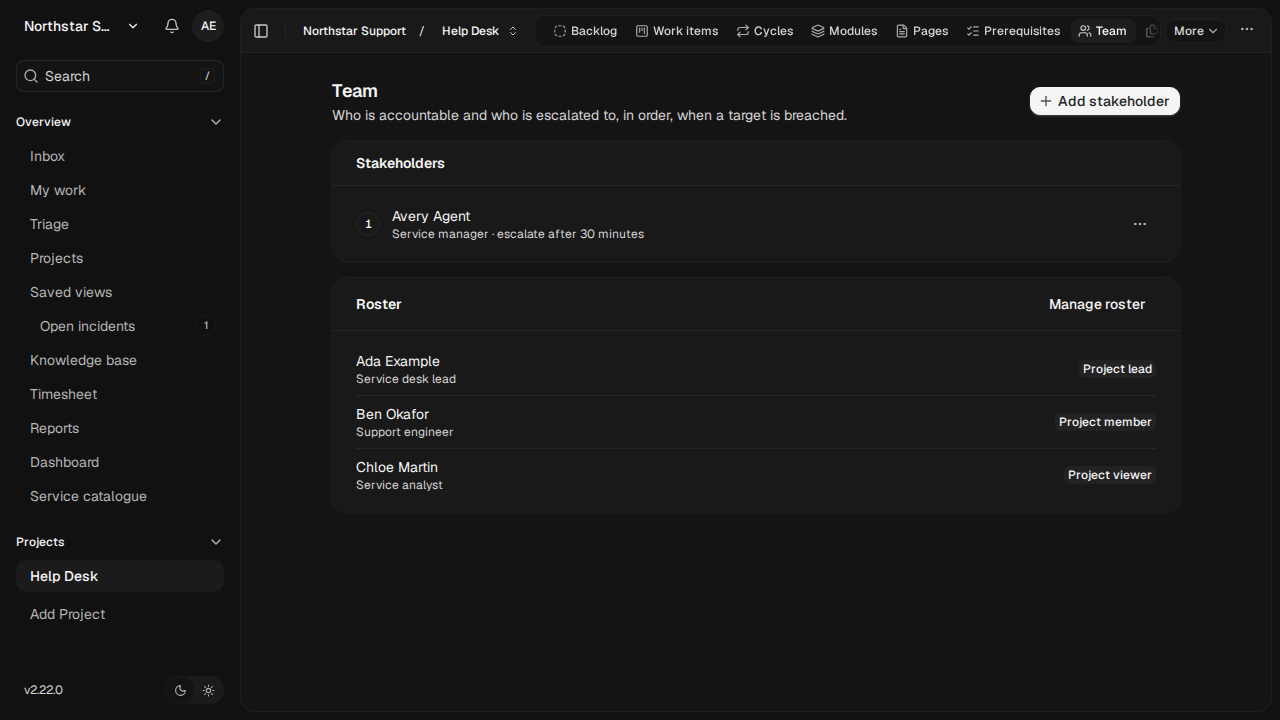 Northstar S...
AE
Search
/
Overview
Inbox
My work
Triage
Projects
Saved views
Open incidents
1
Knowledge base
Timesheet
Reports
Dashboard
Service catalogue
Projects
Help Desk
Add Project
v2.22.0
Northstar Support / Help Desk
Backlog
Work items
Cycles
Modules
Pages
Prerequisites
Team
More
Team
Who is accountable and who is escalated to, in order, when a target is breached.
Add stakeholder
Stakeholders
1
Avery Agent
Service manager · escalate after 30 minutes
Roster
Manage roster
Ada Example
Service desk lead
Project lead
Ben Okafor
Support engineer
Project member
Chloe Martin
Service analyst
Project viewer